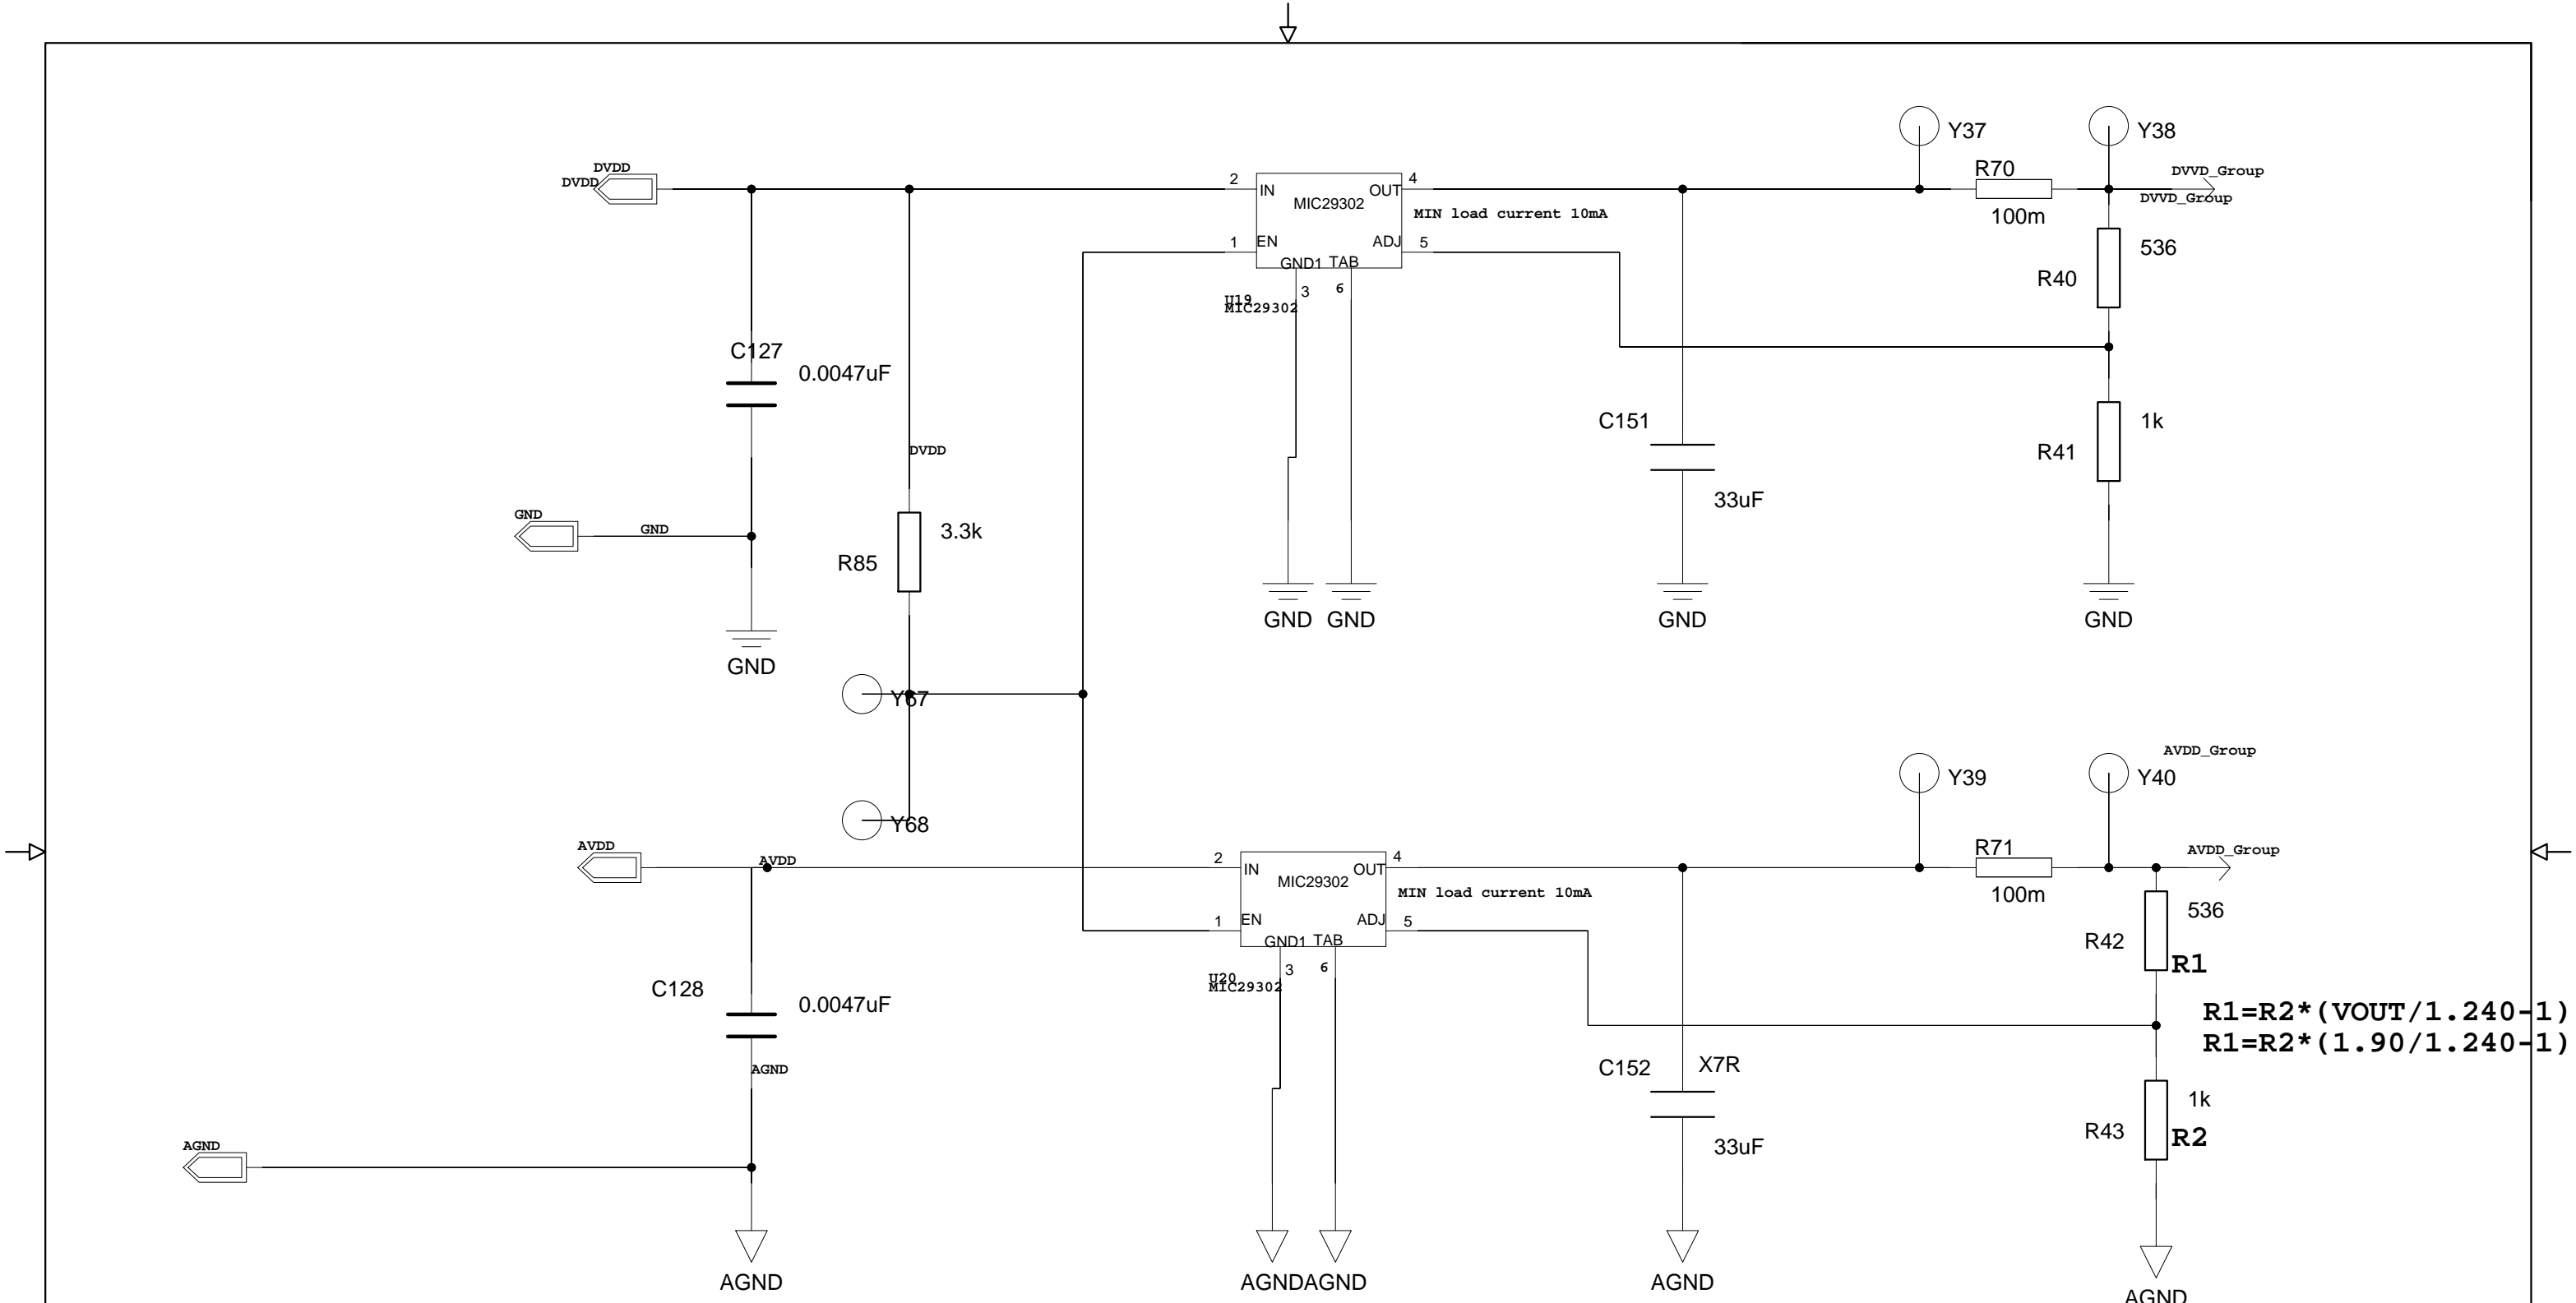 Y37
Y38
DVDD
DVDD
2
IN
MIC29302
OUT
4
MIN load current 10mA
R70
100m
DVVD_Group
DVVD_Group
1
EN
ADJ
5
GND1
TAB
3
6
U19
MIC29302
536
R40
C127
0.0047uF
DVDD
C151
33uF
1k
R41
GND
GND
3.3k
R85
GND
GND
GND
GND
GND
Y67
Y68
Y39
Y40
AVDD_Group
AVDD
AVDD
2
IN
MIC29302
OUT
4
MIN load current 10mA
R71
100m
AVDD_Group
1
EN
ADJ
5
GND1
TAB
3
6
U20
MIC29302
536
R42
R1
C128
0.0047uF
R1=R2*(VOUT/1.240-1)
R1=R2*(1.90/1.240-1)
AGND
C152
X7R
33uF
1k
R43
R2
AGND
AGND
AGND
AGND
AGND
AGND